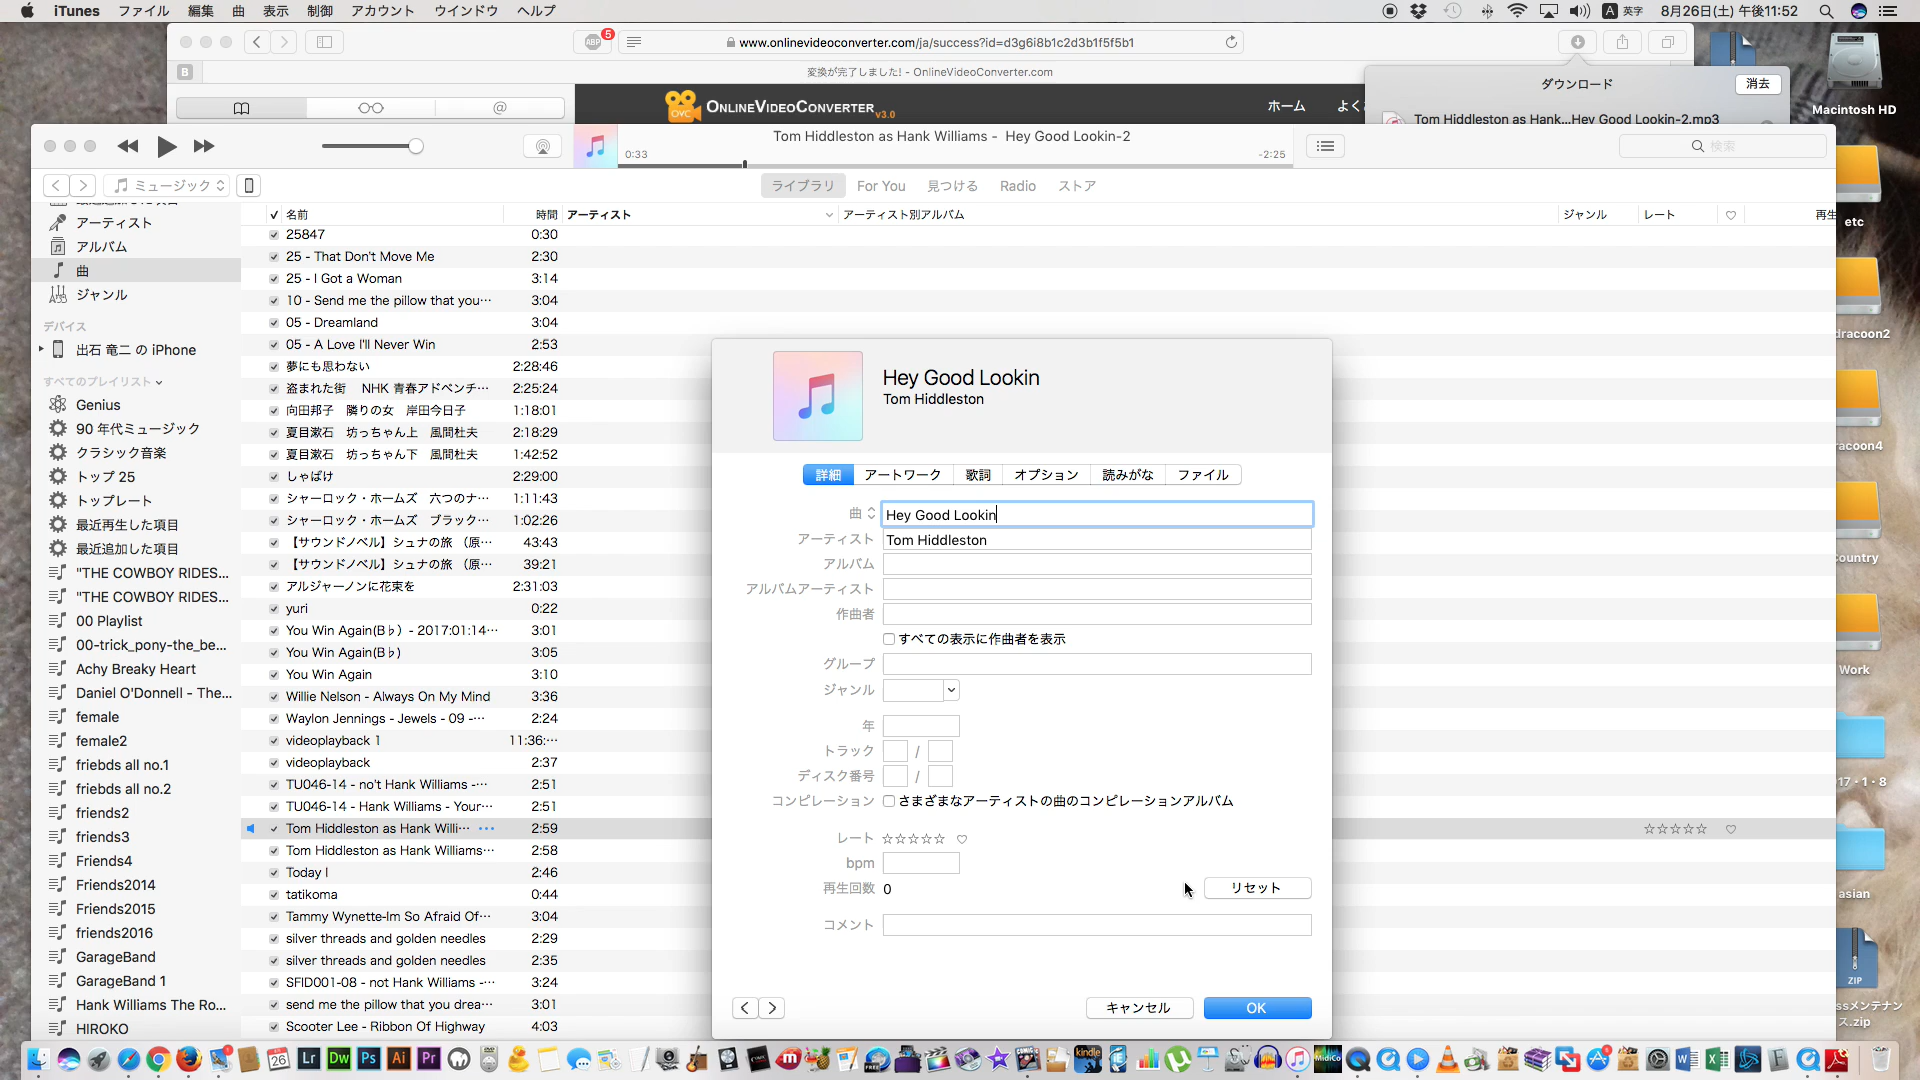 iTunes ファイル 編集 曲 表示 制御 アカウント ウインドウ ヘルプ
A 英字 8月26日(土) 午後11:52
ABP 5 www.onlinevideoconverter.com/ja/success?id=d3g6i8b1c2d3b1f5f5b1
B 変換が完了しました! - OnlineVideoConverter.com
ダウンロード 消去
@ OVC ONLINEVIDEOCONVERTER v3.0 ホーム よく
Tom Hiddleston as Hank...Hey Good Lookin-2.mp3
Macintosh HD
Tom Hiddleston as Hank Williams - Hey Good Lookin-2
0:33 -2:25
検索
ミュージック ライブラリ For You 見つける Radio ストア
✓ 名前 時間 アーティスト アーティスト別アルバム ジャンル レート 再生
アーティスト
アルバム
曲
ジャンル
デバイス
出石 竜二 の iPhone
すべてのプレイリスト
Genius
90 年代ミュージック
クラシック音楽
トップ 25
トップレート
最近再生した項目
最近追加した項目
"THE COWBOY RIDES...
"THE COWBOY RIDES...
00 Playlist
00-trick_pony-the_be...
Achy Breaky Heart
Daniel O'Donnell - The...
female
female2
friebds all no.1
friebds all no.2
friends2
friends3
Friends4
Friends2014
Friends2015
friends2016
GarageBand
GarageBand 1
Hank Williams The Ro...
HIROKO
25847 0:30
25 - That Don't Move Me 2:30
25 - I Got a Woman 3:14
10 - Send me the pillow that you… 3:04
05 - Dreamland 3:04
05 - A Love I'll Never Win 2:53
夢にも思わない 2:28:46
盗まれた街 NHK 青春アドベンチ… 2:25:24
向田邦子 隣りの女 岸田今日子 1:18:01
夏目漱石 坊っちゃん上 風間杜夫 2:18:29
夏目漱石 坊っちゃん下 風間杜夫 1:42:52
しゃばけ 2:29:00
シャーロック・ホームズ 六つのナ… 1:11:43
シャーロック・ホームズ ブラック… 1:02:26
【サウンドノベル】シュナの旅 （原… 43:43
【サウンドノベル】シュナの旅 （原… 39:21
アルジャーノンに花束を 2:31:03
yuri 0:22
You Win Again(B♭) - 2017:01:14… 3:01
You Win Again(B♭) 3:05
You Win Again 3:10
Willie Nelson - Always On My Mind 3:36
Waylon Jennings - Jewels - 09 -… 2:24
videoplayback 1 11:36:…
videoplayback 2:37
TU046-14 - no't Hank Williams -… 2:51
TU046-14 - Hank Williams - Your… 2:51
Tom Hiddleston as Hank Willi… 2:59
Tom Hiddleston as Hank Williams… 2:58
Today I 2:46
tatikoma 0:44
Tammy Wynette-Im So Afraid Of… 3:04
silver threads and golden needles 2:29
silver threads and golden needles 2:35
SFID001-08 - not Hank Williams -… 3:24
send me the pillow that you drea… 3:01
Scooter Lee - Ribbon Of Highway 4:03
Hey Good Lookin
Tom Hiddleston
詳細 アートワーク 歌詞 オプション 読みがな ファイル
曲 Hey Good Lookin
アーティスト Tom Hiddleston
アルバム
アルバムアーティスト
作曲者
すべての表示に作曲者を表示
グループ
ジャンル
年
トラック /
ディスク番号 /
コンピレーション さまざまなアーティストの曲のコンピレーションアルバム
レート ☆☆☆☆☆ ♡
bpm
再生回数 0 リセット
コメント
キャンセル OK
☆☆☆☆☆ ♡
etc
dracoon2
racoon4
ountry
Work
17・1・8
asian
ZIP
ssメンテナン
ス.zip
26 Lr Dw Ps Ai Pr FREE kindle MidiCo